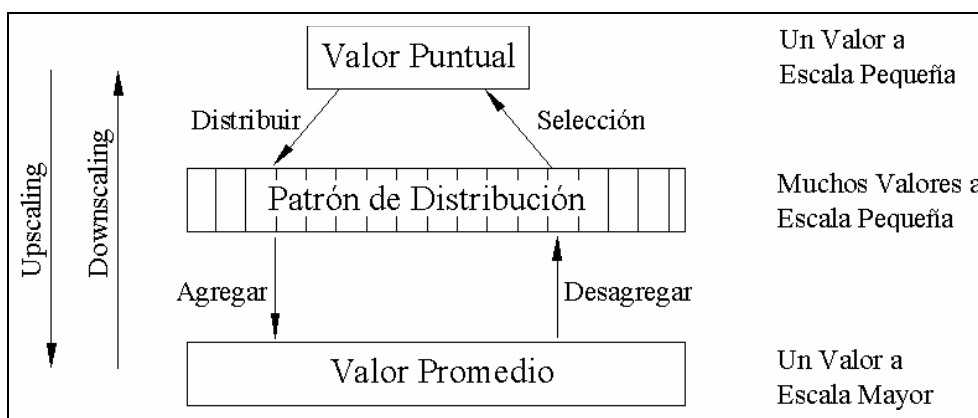 Valor Puntual
Un Valor a
Escala Pequeña
Distribuir
Selección
Upscaling
Downscaling
Patrón de Distribución
Muchos Valores a
Escala Pequeña
Agregar
Desagregar
Valor Promedio
Un Valor a
Escala Mayor